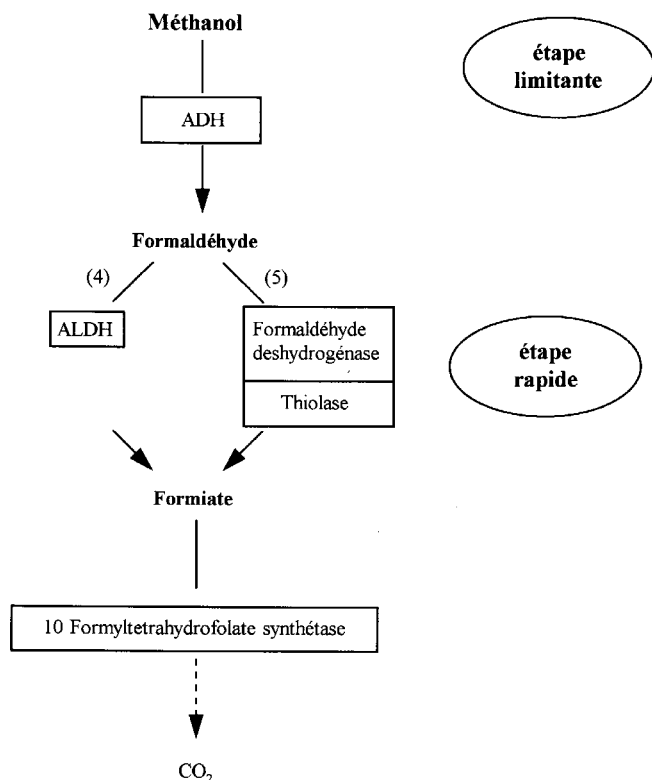 Méthanol
étape
limitante
ADH
Formaldéhyde
(4)
(5)
ALDH
Formaldéhyde
deshydrogénase
Thiolase
étape
rapide
Formiate
10 Formyltetrahydrofolate synthétase
CO₂